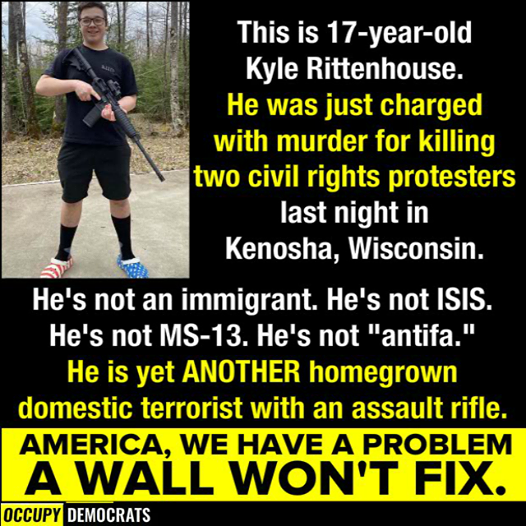 This is 17-year-old
Kyle Rittenhouse.
He was just charged
with murder for killing
two civil rights protesters
last night in
Kenosha, Wisconsin.
He's not an immigrant. He's not ISIS.
He's not MS-13. He's not "antifa."
He is yet ANOTHER homegrown
domestic terrorist with an assault rifle.
AMERICA, WE HAVE A PROBLEM
A WALL WON'T FIX.
OCCUPY DEMOCRATS